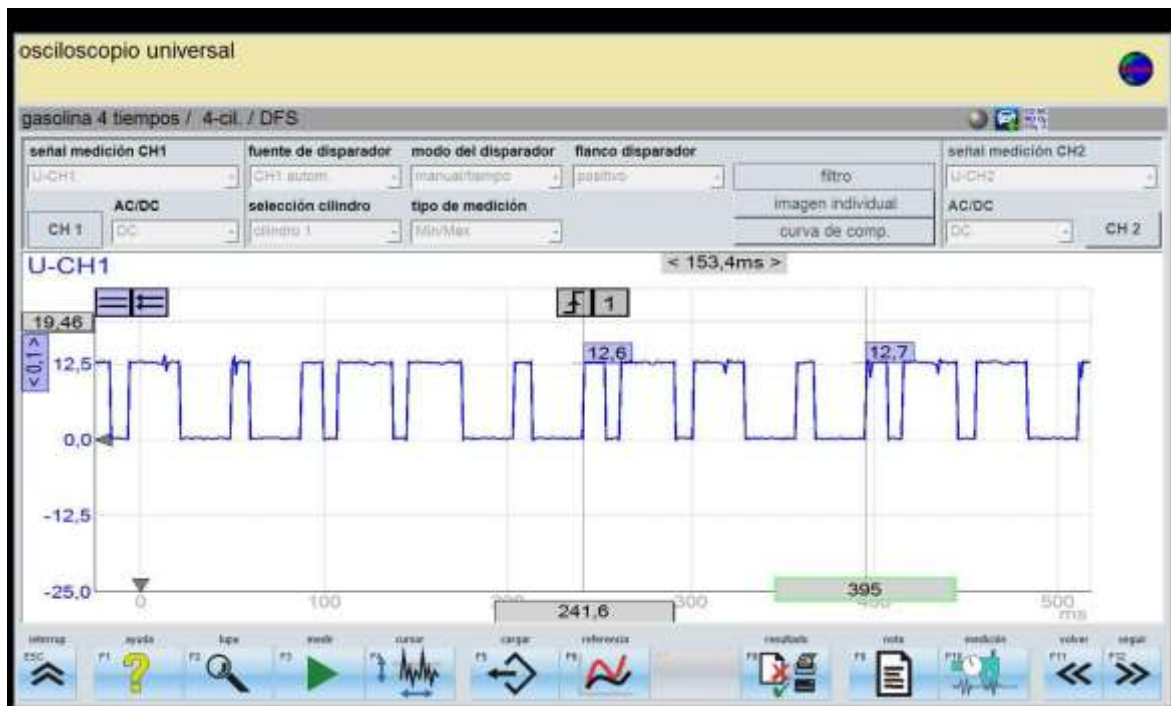 osciloscopio universal
gasolina 4 tiempos / 4-cil. / DFS
señal medición CH1
fuente de disparador
modo del disparador
flanco disparador
señal medición CH2
U-CH1
CH1 autom.
manual/tiempo
positivo
filtro
U-CH2
AC/DC
selección cilindro
tipo de medición
imagen individual
AC/DC
CH 1
DC
cilindro 1
Min/Max
curva de comp.
DC
CH 2
U-CH1
< 153,4ms >
1
19,46
< 0,1 >
12,5
12,6
12,7
0,0
-12,5
-25,0
0
100
200
300
400
500
ms
241,6
395
interrup
ayuda
lupa
medir
cursor
cargar
referencia
resultado
nota
medición
volver
seguir
ESC
F1
F2
F3
F4
F5
F6
F8
F9
F10
F11
F12